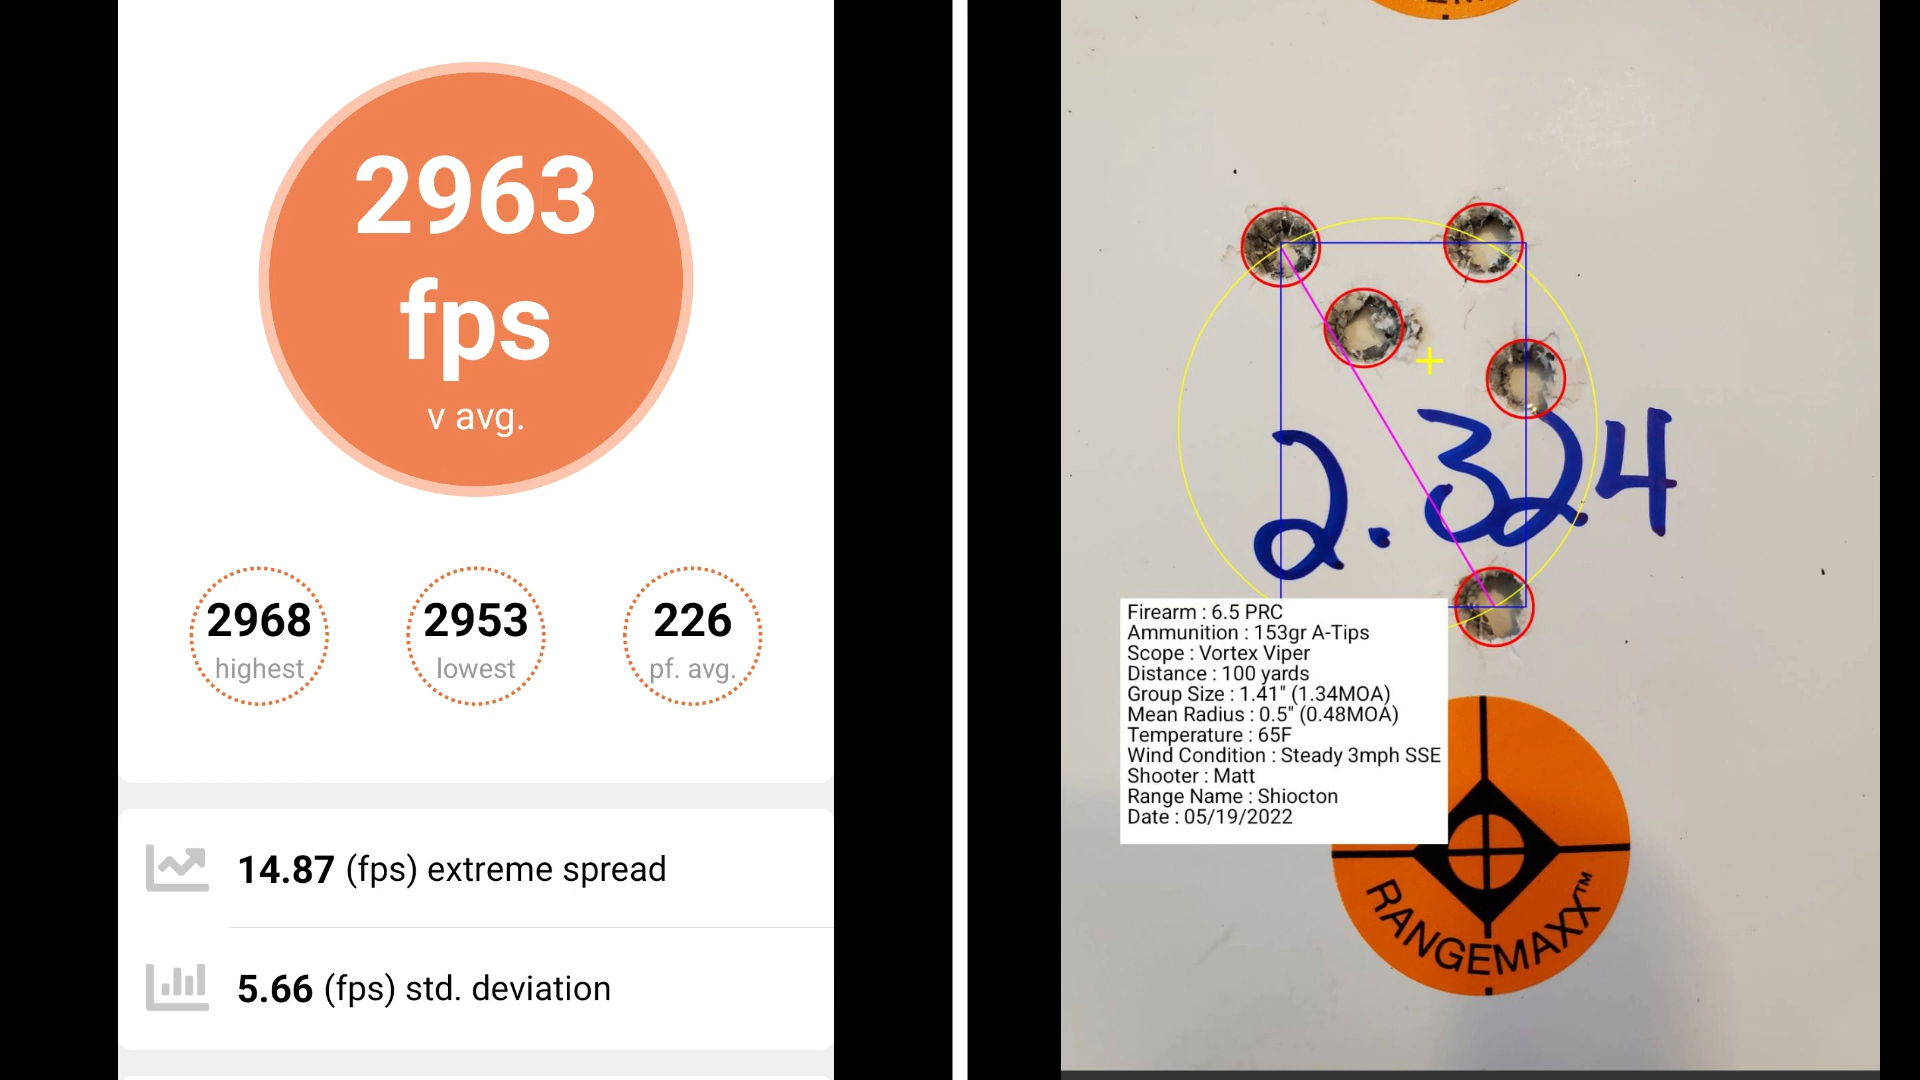 2963
fps
v avg.
2968
highest
2953
lowest
226
pf. avg.
14.87 (fps) extreme spread
5.66 (fps) std. deviation
2.324
Firearm : 6.5 PRC
Ammunition : 153gr A-Tips
Scope : Vortex Viper
Distance : 100 yards
Group Size : 1.41" (1.34MOA)
Mean Radius : 0.5" (0.48MOA)
Temperature : 65F
Wind Condition : Steady 3mph SSE
Shooter : Matt
Range Name : Shiocton
Date : 05/19/2022
RANGEMAXX™